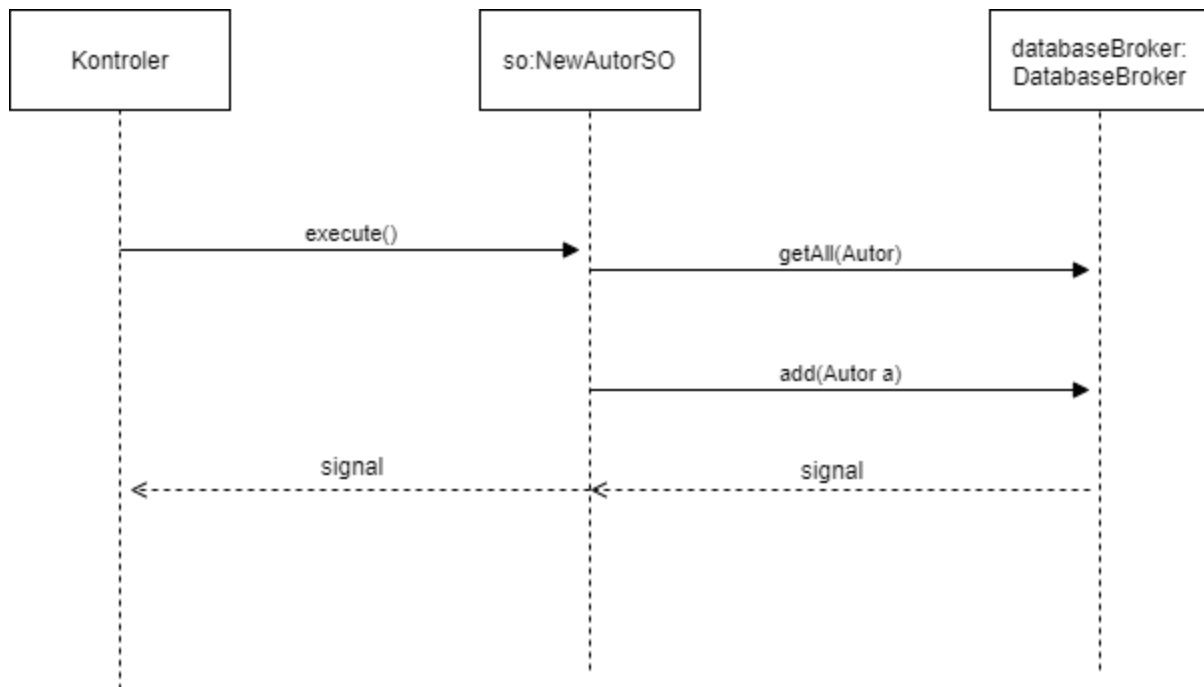 Kontroler
so:NewAutorSO
databaseBroker:
DatabaseBroker
execute()
getAll(Autor)
add(Autor a)
signal
signal